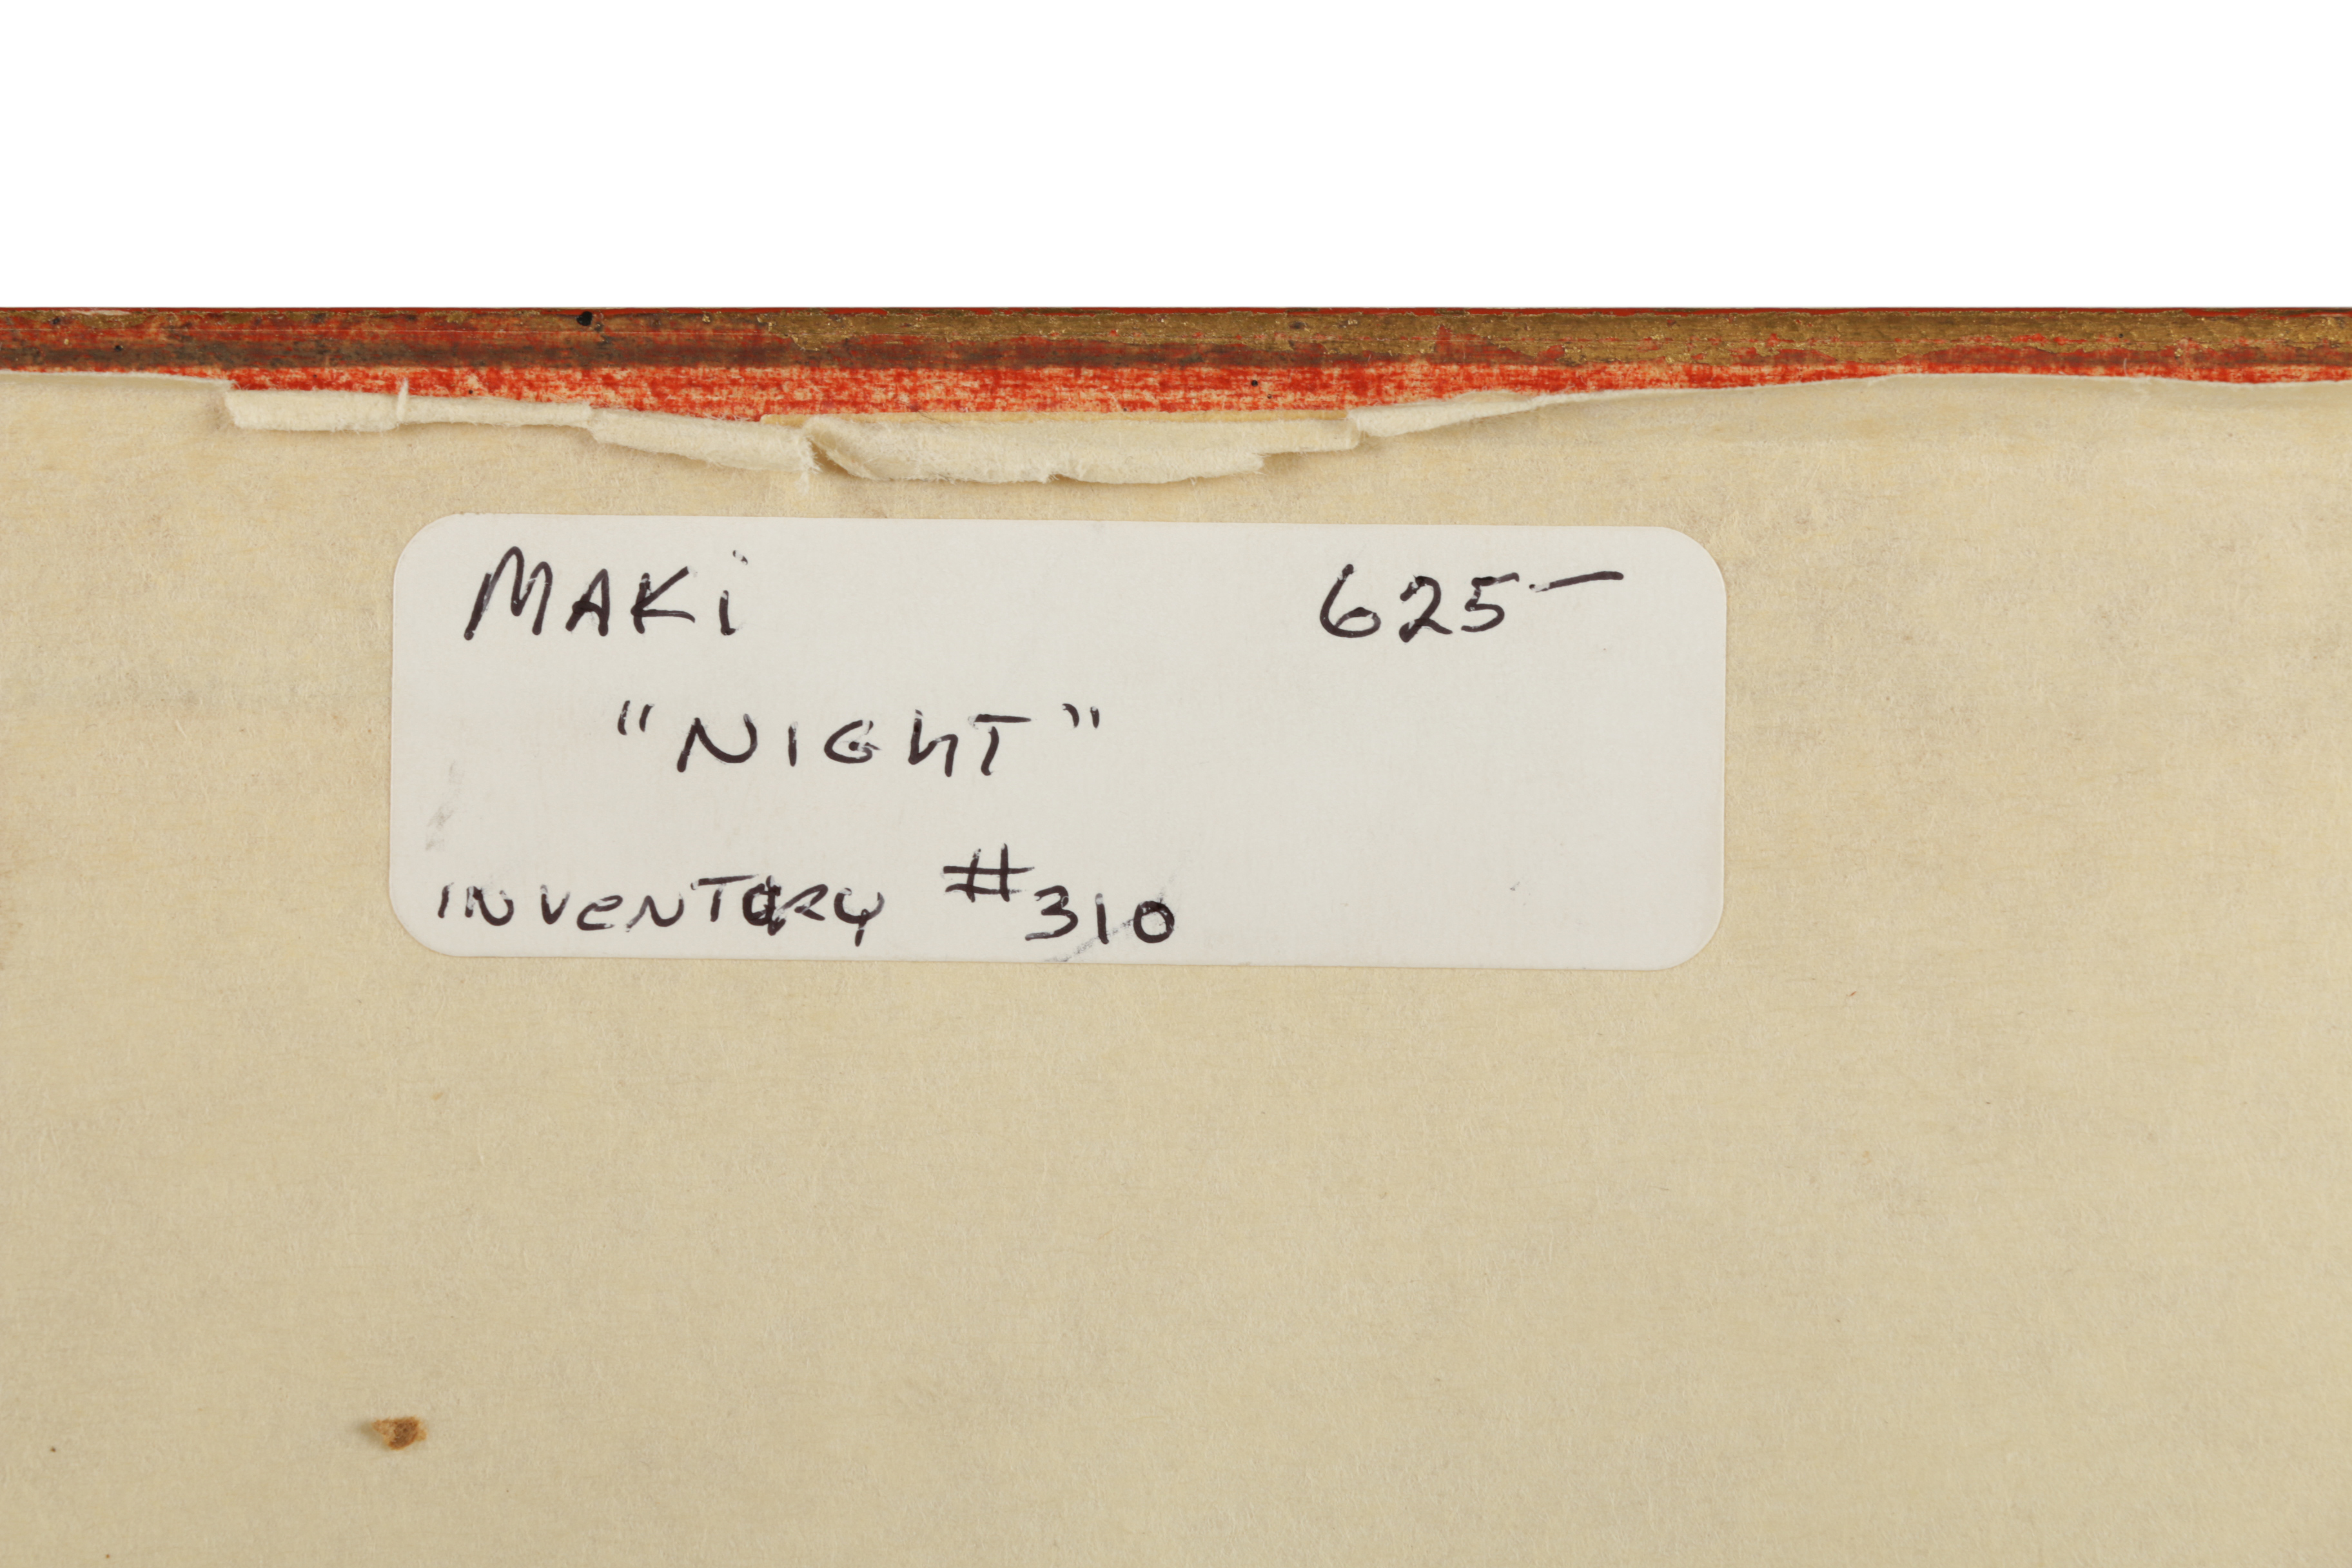 MAKi 625—
"NIGhT"
INVeNTORY #310